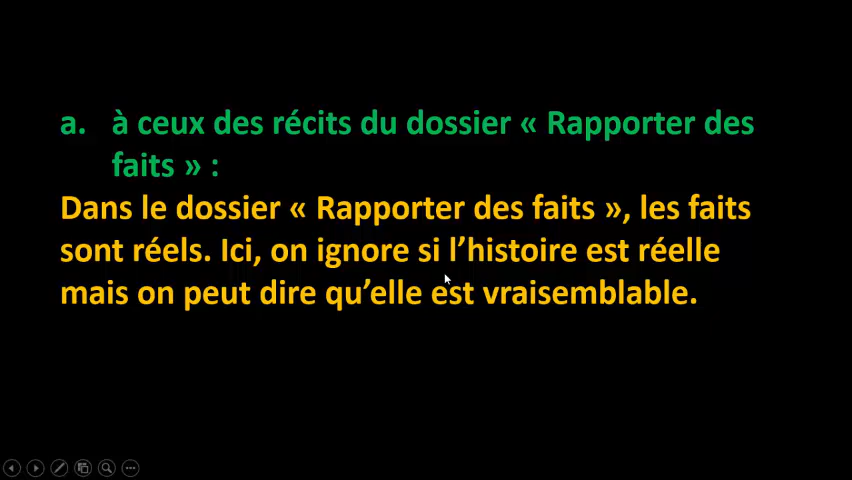 a. à ceux des récits du dossier « Rapporter des
faits » :
Dans le dossier « Rapporter des faits », les faits
sont réels. Ici, on ignore si l’histoire est réelle
mais on peut dire qu’elle est vraisemblable.